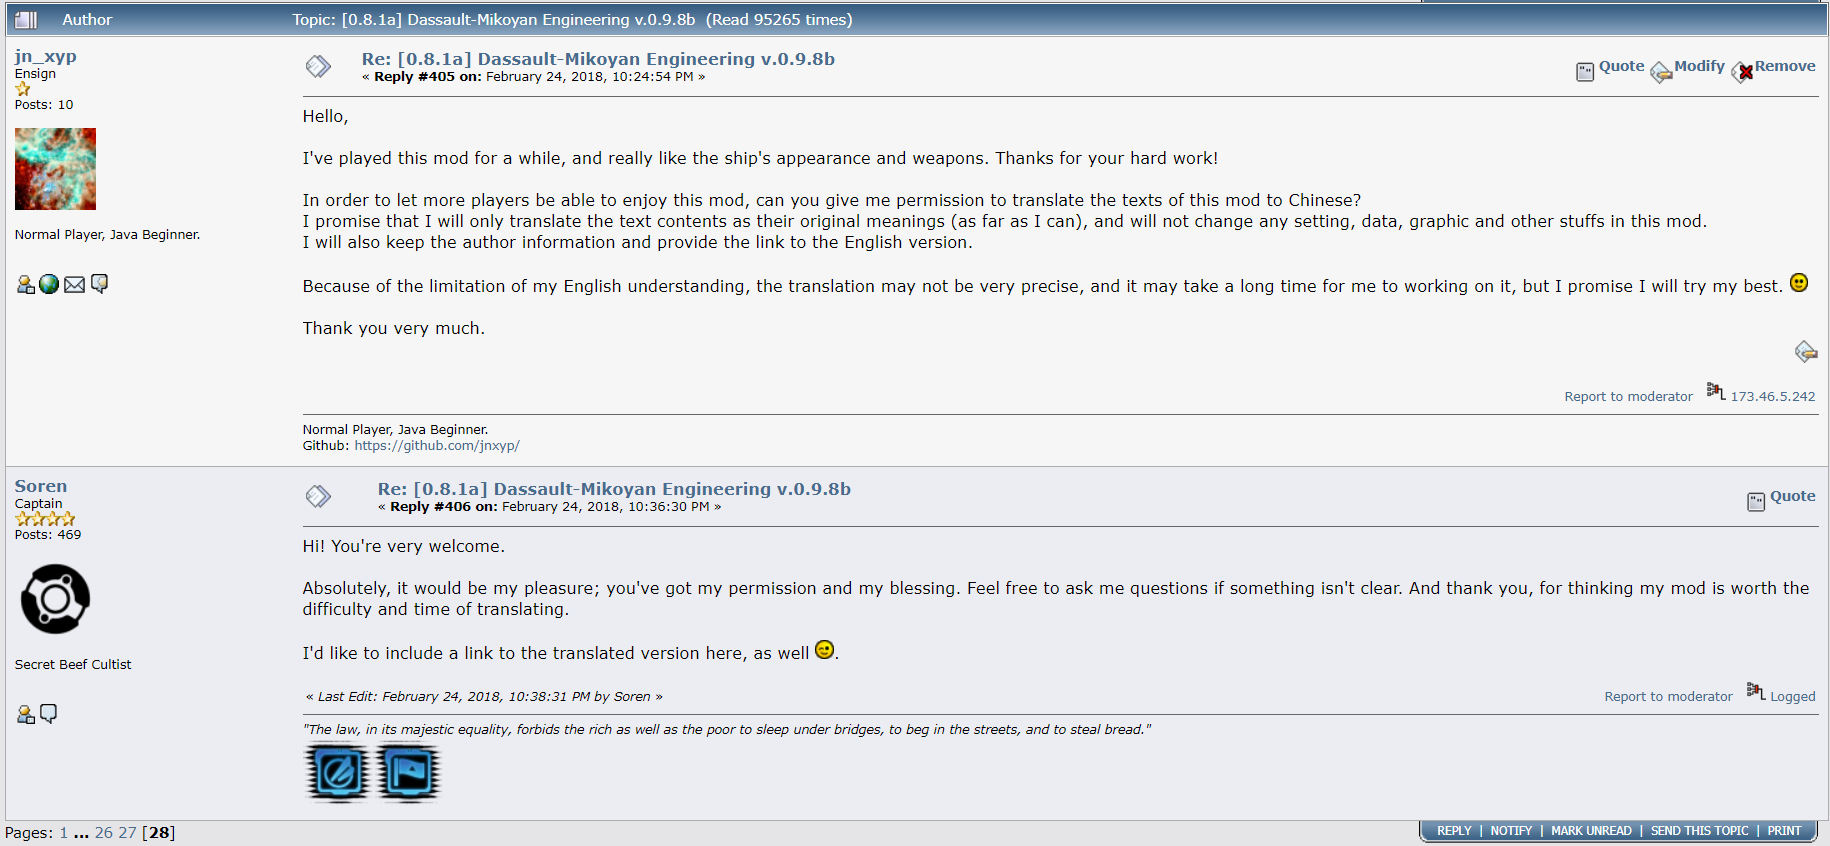 Author Topic: [0.8.1a] Dassault-Mikoyan Engineering v.0.9.8b (Read 95265 times)
jn_xyp
Ensign
Posts: 10
Normal Player, Java Beginner.
Re: [0.8.1a] Dassault-Mikoyan Engineering v.0.9.8b
« Reply #405 on: February 24, 2018, 10:24:54 PM »
Quote Modify Remove
Hello,
I've played this mod for a while, and really like the ship's appearance and weapons. Thanks for your hard work!
In order to let more players be able to enjoy this mod, can you give me permission to translate the texts of this mod to Chinese?
I promise that I will only translate the text contents as their original meanings (as far as I can), and will not change any setting, data, graphic and other stuffs in this mod.
I will also keep the author information and provide the link to the English version.
Because of the limitation of my English understanding, the translation may not be very precise, and it may take a long time for me to working on it, but I promise I will try my best.
Thank you very much.
Report to moderator 173.46.5.242
Normal Player, Java Beginner.
Github: https://github.com/jnxyp/
Soren
Captain
Posts: 469
Secret Beef Cultist
Re: [0.8.1a] Dassault-Mikoyan Engineering v.0.9.8b
« Reply #406 on: February 24, 2018, 10:36:30 PM »
Quote
Hi! You're very welcome.
Absolutely, it would be my pleasure; you've got my permission and my blessing. Feel free to ask me questions if something isn't clear. And thank you, for thinking my mod is worth the
difficulty and time of translating.
I'd like to include a link to the translated version here, as well .
« Last Edit: February 24, 2018, 10:38:31 PM by Soren »
Report to moderator Logged
"The law, in its majestic equality, forbids the rich as well as the poor to sleep under bridges, to beg in the streets, and to steal bread."
Pages: 1 ... 26 27 [28]
REPLY | NOTIFY | MARK UNREAD | SEND THIS TOPIC | PRINT